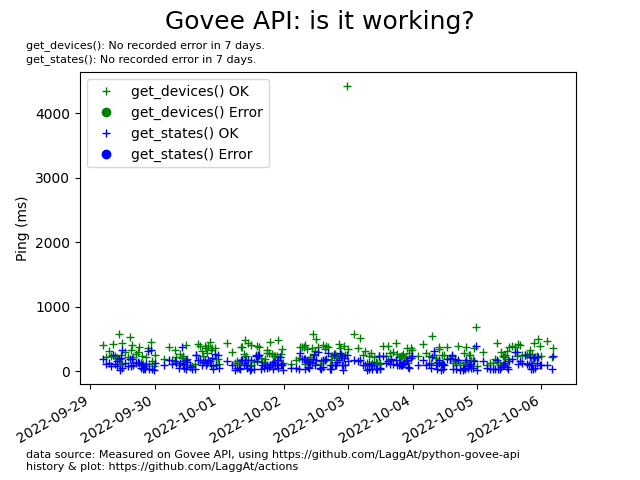 Govee API: is it working?
get_devices(): No recorded error in 7 days.
get_states(): No recorded error in 7 days.
get_devices() OK
get_devices() Error
get_states() OK
get_states() Error
Ping (ms)
4000
3000
2000
1000
0
2022-09-29
2022-09-30
2022-10-01
2022-10-02
2022-10-03
2022-10-04
2022-10-05
2022-10-06
data source: Measured on Govee API, using https://github.com/LaggAt/python-govee-api
history & plot: https://github.com/LaggAt/actions